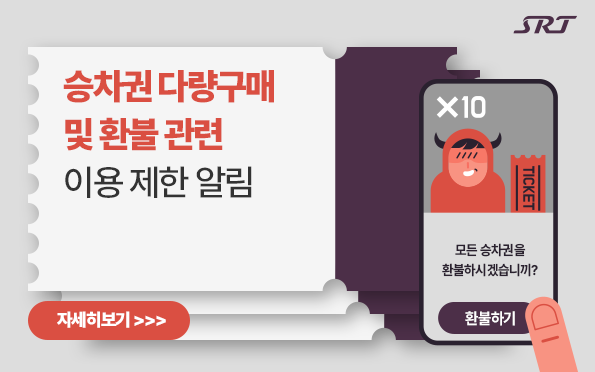 SRT
승차권 다량구매
및 환불 관련
이용 제한 알림
×10
TICKET
모든 승차권을
환불하시겠습니끼?
환불하기
자세히보기 >>>